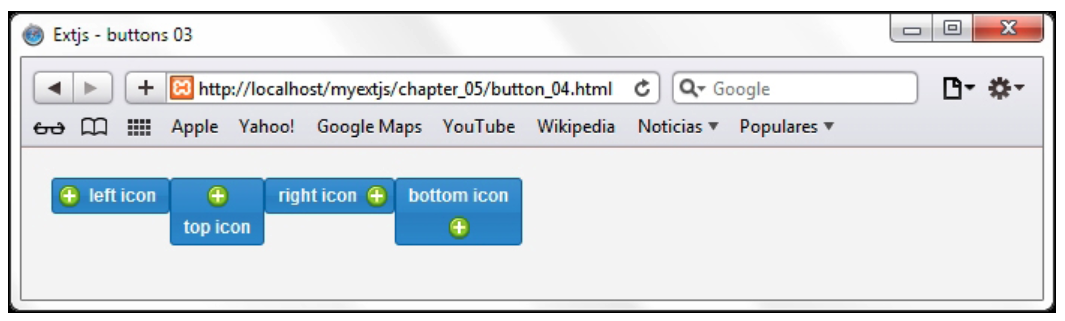 Extjs - buttons 03
http://localhost/myextjs/chapter_05/button_04.html Google
Apple Yahoo! Google Maps YouTube Wikipedia Noticias Populares
left icon right icon bottom icon
top icon